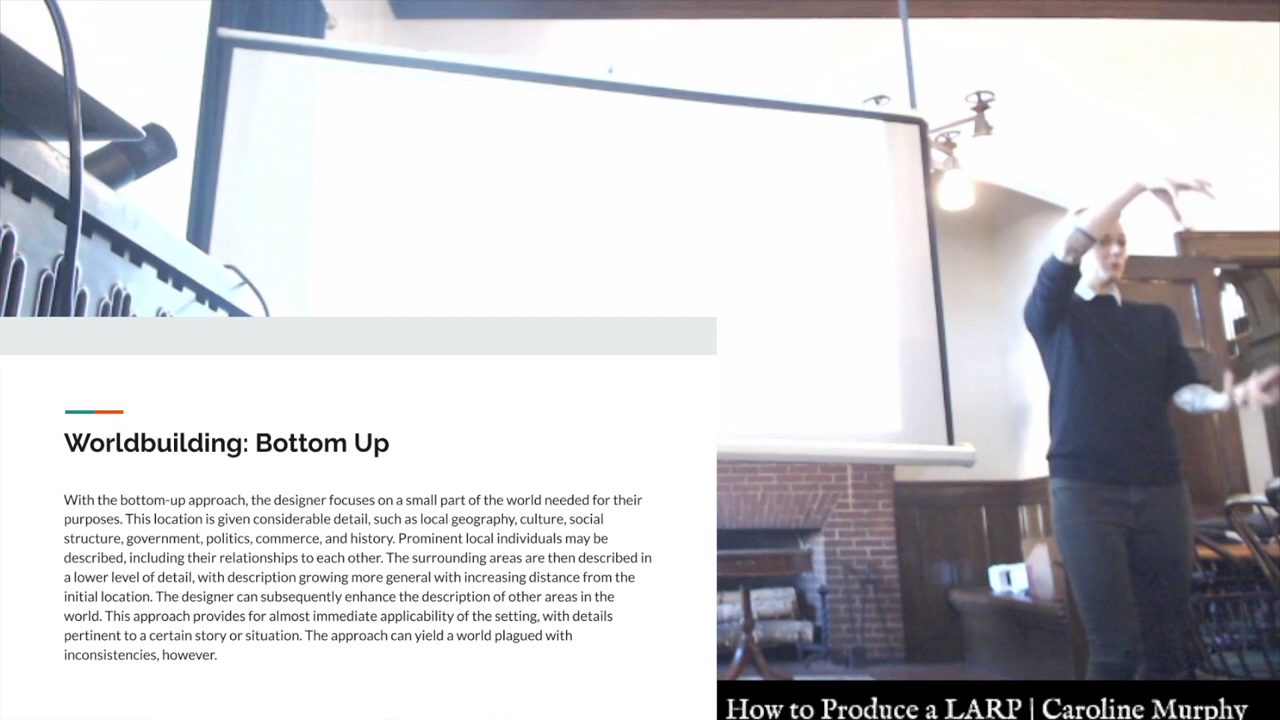 Worldbuilding: Bottom Up
With the bottom-up approach, the designer focuses on a small part of the world needed for their
purposes. This location is given considerable detail, such as local geography, culture, social
structure, government, politics, commerce, and history. Prominent local individuals may be
described, including their relationships to each other. The surrounding areas are then described in
a lower level of detail, with description growing more general with increasing distance from the
initial location. The designer can subsequently enhance the description of other areas in the
world. This approach provides for almost immediate applicability of the setting, with details
pertinent to a certain story or situation. The approach can yield a world plagued with
inconsistencies, however.
How to Produce a LARP | Caroline Murphy